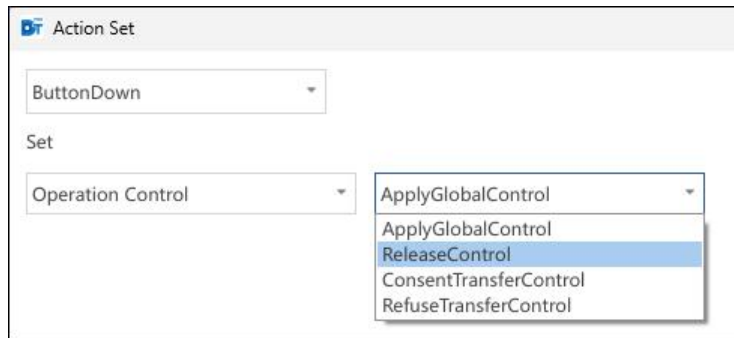 DT Action Set
ButtonDown
Set
Operation Control
ApplyGlobalControl
ApplyGlobalControl
ReleaseControl
ConsentTransferControl
RefuseTransferControl